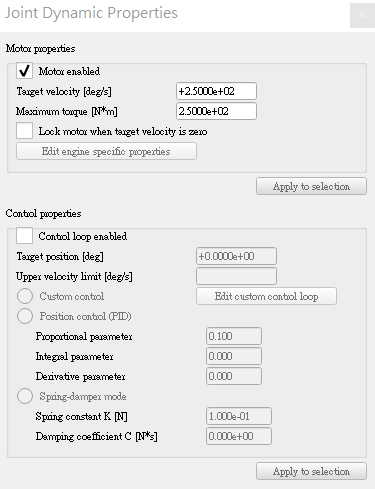 Joint Dynamic Properties
Motor properties
Motor enabled
Target velocity [deg/s] +2.5000e+02
Maximum torque [N*m] 2.5000e+02
Lock motor when target velocity is zero
Edit engine specific properties
Apply to selection
Control properties
Control loop enabled
Target position [deg] +0.0000e+00
Upper velocity limit [deg/s]
Custom control Edit custom control loop
Position control (PID)
Proportional parameter 0.100
Integral parameter 0.000
Derivative parameter 0.000
Spring-damper mode
Spring constant K [N] 1.000e-01
Damping coefficient C [N*s] 0.000e+00
Apply to selection